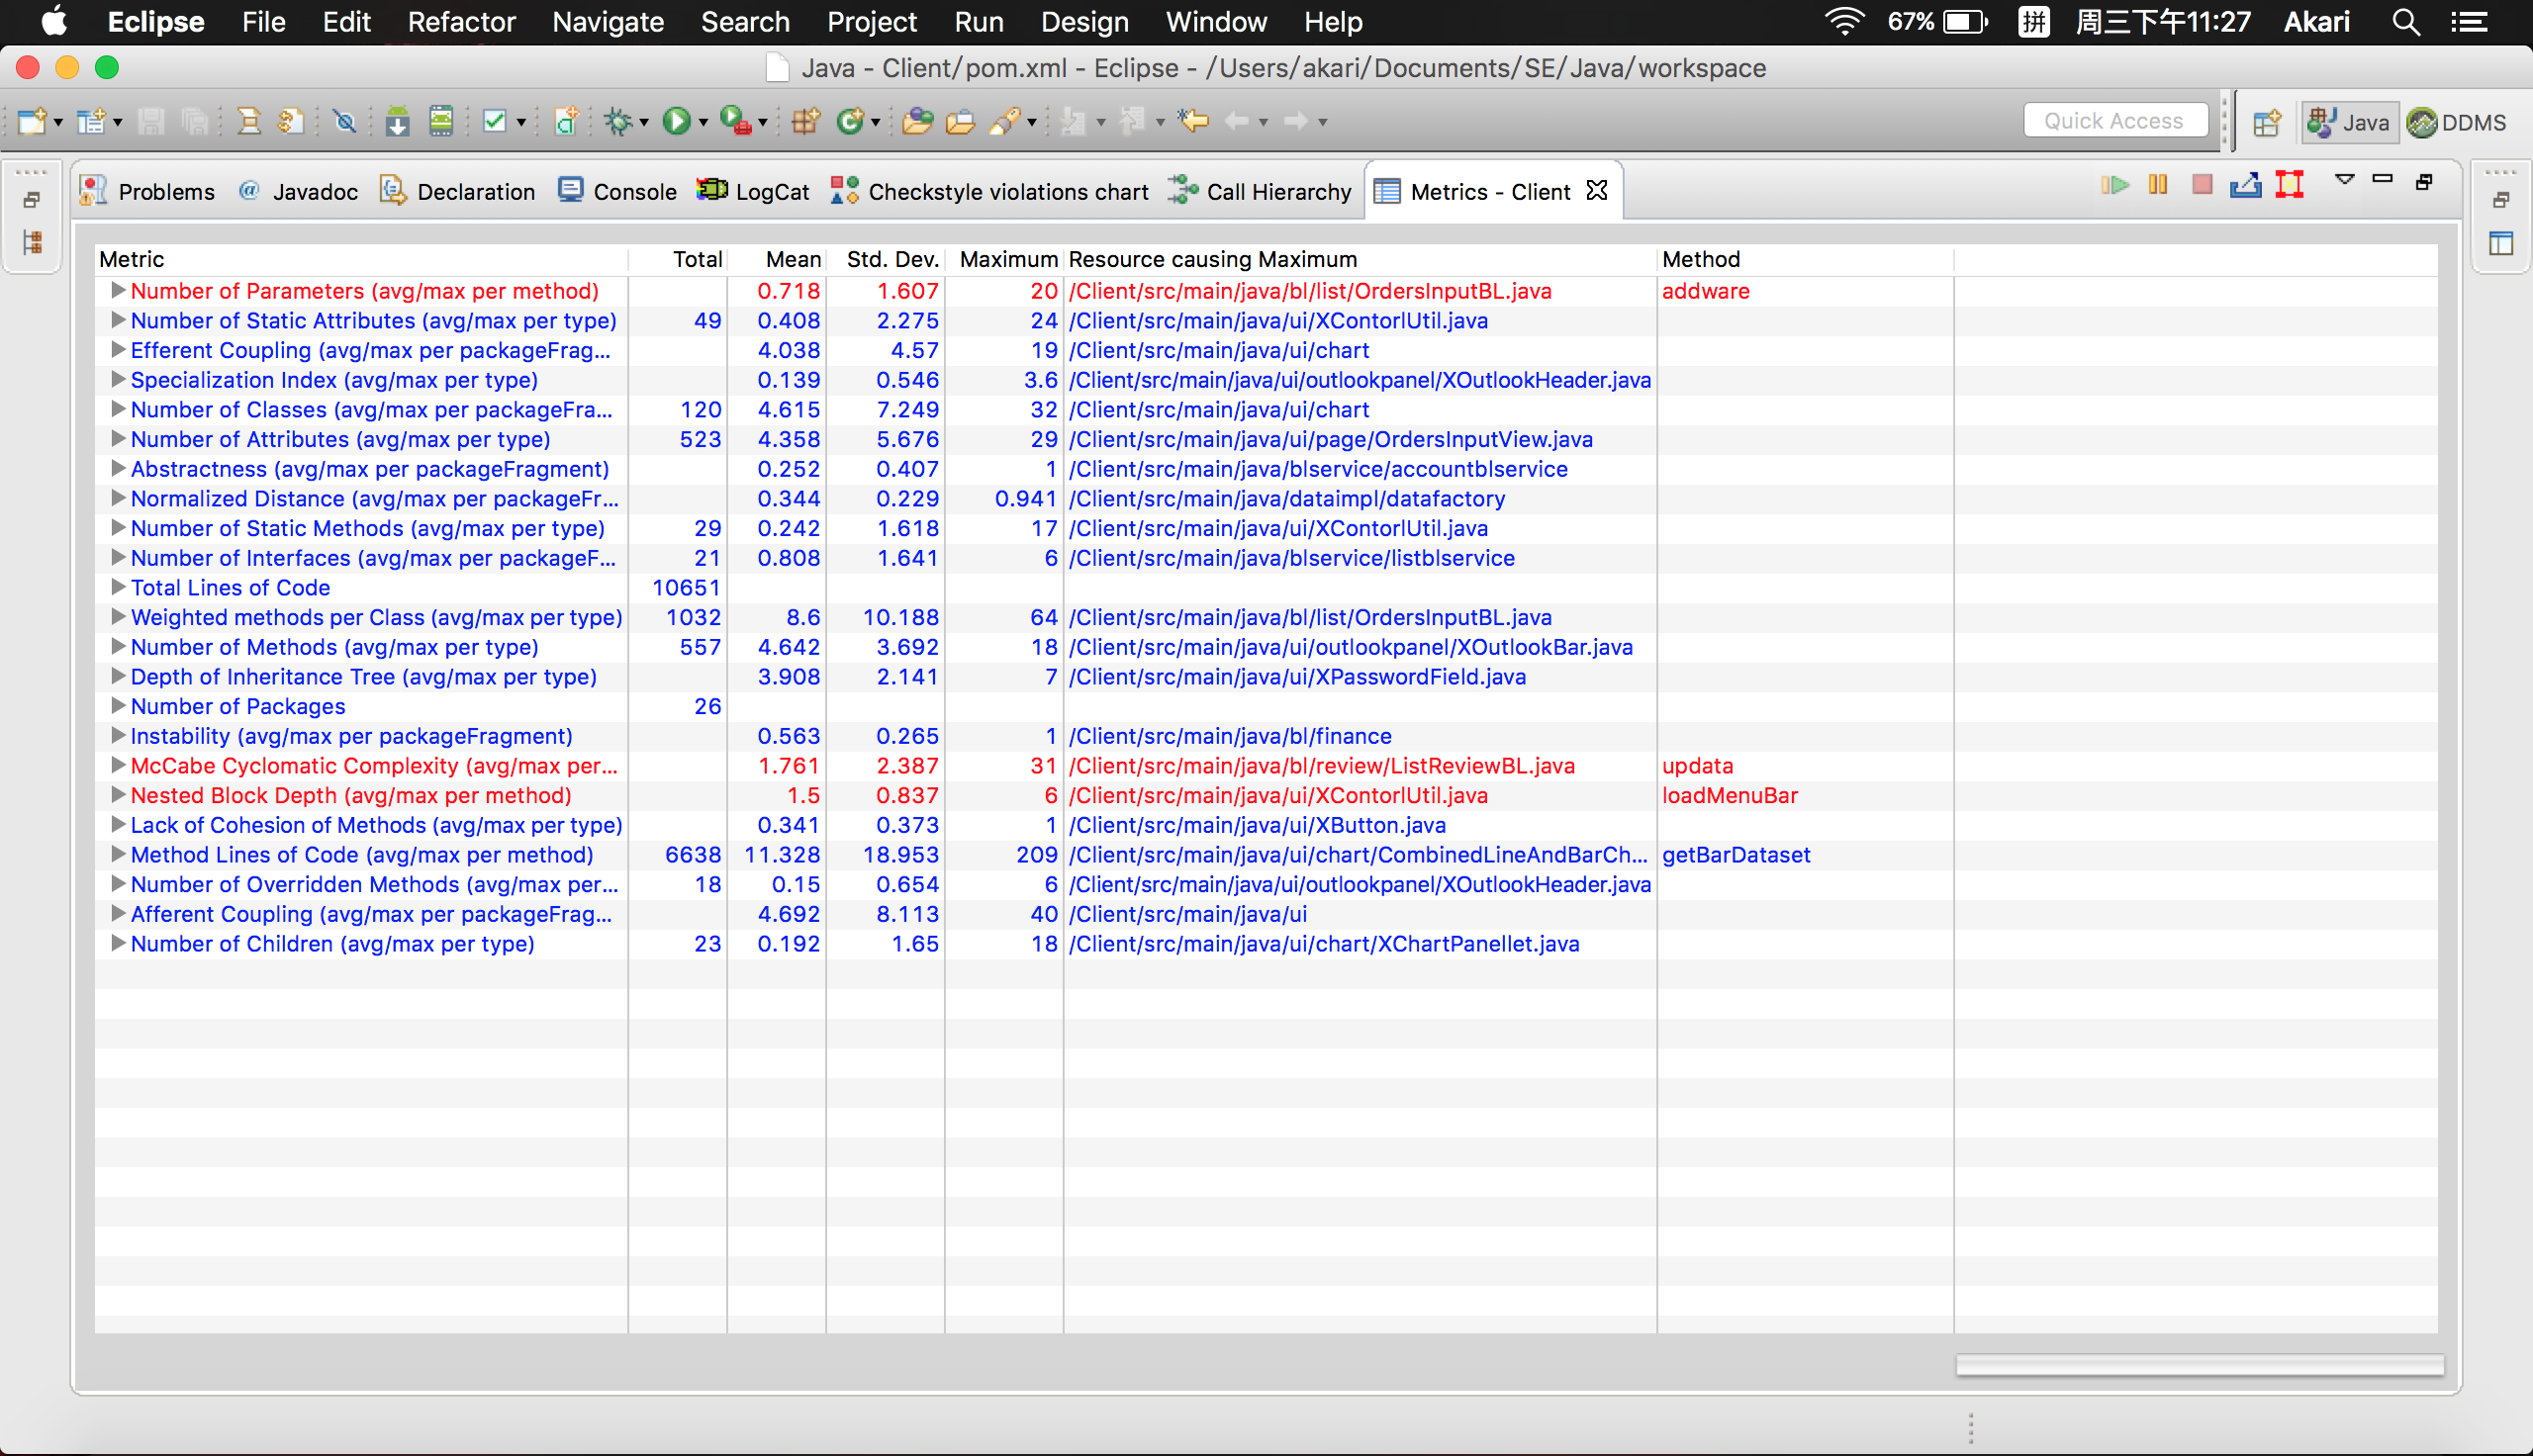 Eclipse File Edit Refactor Navigate Search Project Run Design Window Help 67% 拼 周三下午11:27 Akari
Java - Client/pom.xml - Eclipse - /Users/akari/Documents/SE/Java/workspace
Quick Access Java DDMS
Problems @ Javadoc Declaration Console LogCat Checkstyle violations chart Call Hierarchy Metrics - Client
Metric Total Mean Std. Dev. Maximum Resource causing Maximum Method
Number of Parameters (avg/max per method) 0.718 1.607 20 /Client/src/main/java/bl/list/OrdersInputBL.java addware
Number of Static Attributes (avg/max per type) 49 0.408 2.275 24 /Client/src/main/java/ui/XContorlUtil.java
Efferent Coupling (avg/max per packageFrag... 4.038 4.57 19 /Client/src/main/java/ui/chart
Specialization Index (avg/max per type) 0.139 0.546 3.6 /Client/src/main/java/ui/outlookpanel/XOutlookHeader.java
Number of Classes (avg/max per packageFra... 120 4.615 7.249 32 /Client/src/main/java/ui/chart
Number of Attributes (avg/max per type) 523 4.358 5.676 29 /Client/src/main/java/ui/page/OrdersInputView.java
Abstractness (avg/max per packageFragment) 0.252 0.407 1 /Client/src/main/java/blservice/accountblservice
Normalized Distance (avg/max per packageFr... 0.344 0.229 0.941 /Client/src/main/java/dataimpl/datafactory
Number of Static Methods (avg/max per type) 29 0.242 1.618 17 /Client/src/main/java/ui/XContorlUtil.java
Number of Interfaces (avg/max per packageF... 21 0.808 1.641 6 /Client/src/main/java/blservice/listblservice
Total Lines of Code 10651
Weighted methods per Class (avg/max per type) 1032 8.6 10.188 64 /Client/src/main/java/bl/list/OrdersInputBL.java
Number of Methods (avg/max per type) 557 4.642 3.692 18 /Client/src/main/java/ui/outlookpanel/XOutlookBar.java
Depth of Inheritance Tree (avg/max per type) 3.908 2.141 7 /Client/src/main/java/ui/XPasswordField.java
Number of Packages 26
Instability (avg/max per packageFragment) 0.563 0.265 1 /Client/src/main/java/bl/finance
McCabe Cyclomatic Complexity (avg/max per... 1.761 2.387 31 /Client/src/main/java/bl/review/ListReviewBL.java updata
Nested Block Depth (avg/max per method) 1.5 0.837 6 /Client/src/main/java/ui/XContorlUtil.java loadMenuBar
Lack of Cohesion of Methods (avg/max per type) 0.341 0.373 1 /Client/src/main/java/ui/XButton.java
Method Lines of Code (avg/max per method) 6638 11.328 18.953 209 /Client/src/main/java/ui/chart/CombinedLineAndBarCh... getBarDataset
Number of Overridden Methods (avg/max per... 18 0.15 0.654 6 /Client/src/main/java/ui/outlookpanel/XOutlookHeader.java
Afferent Coupling (avg/max per packageFrag... 4.692 8.113 40 /Client/src/main/java/ui
Number of Children (avg/max per type) 23 0.192 1.65 18 /Client/src/main/java/ui/chart/XChartPanellet.java